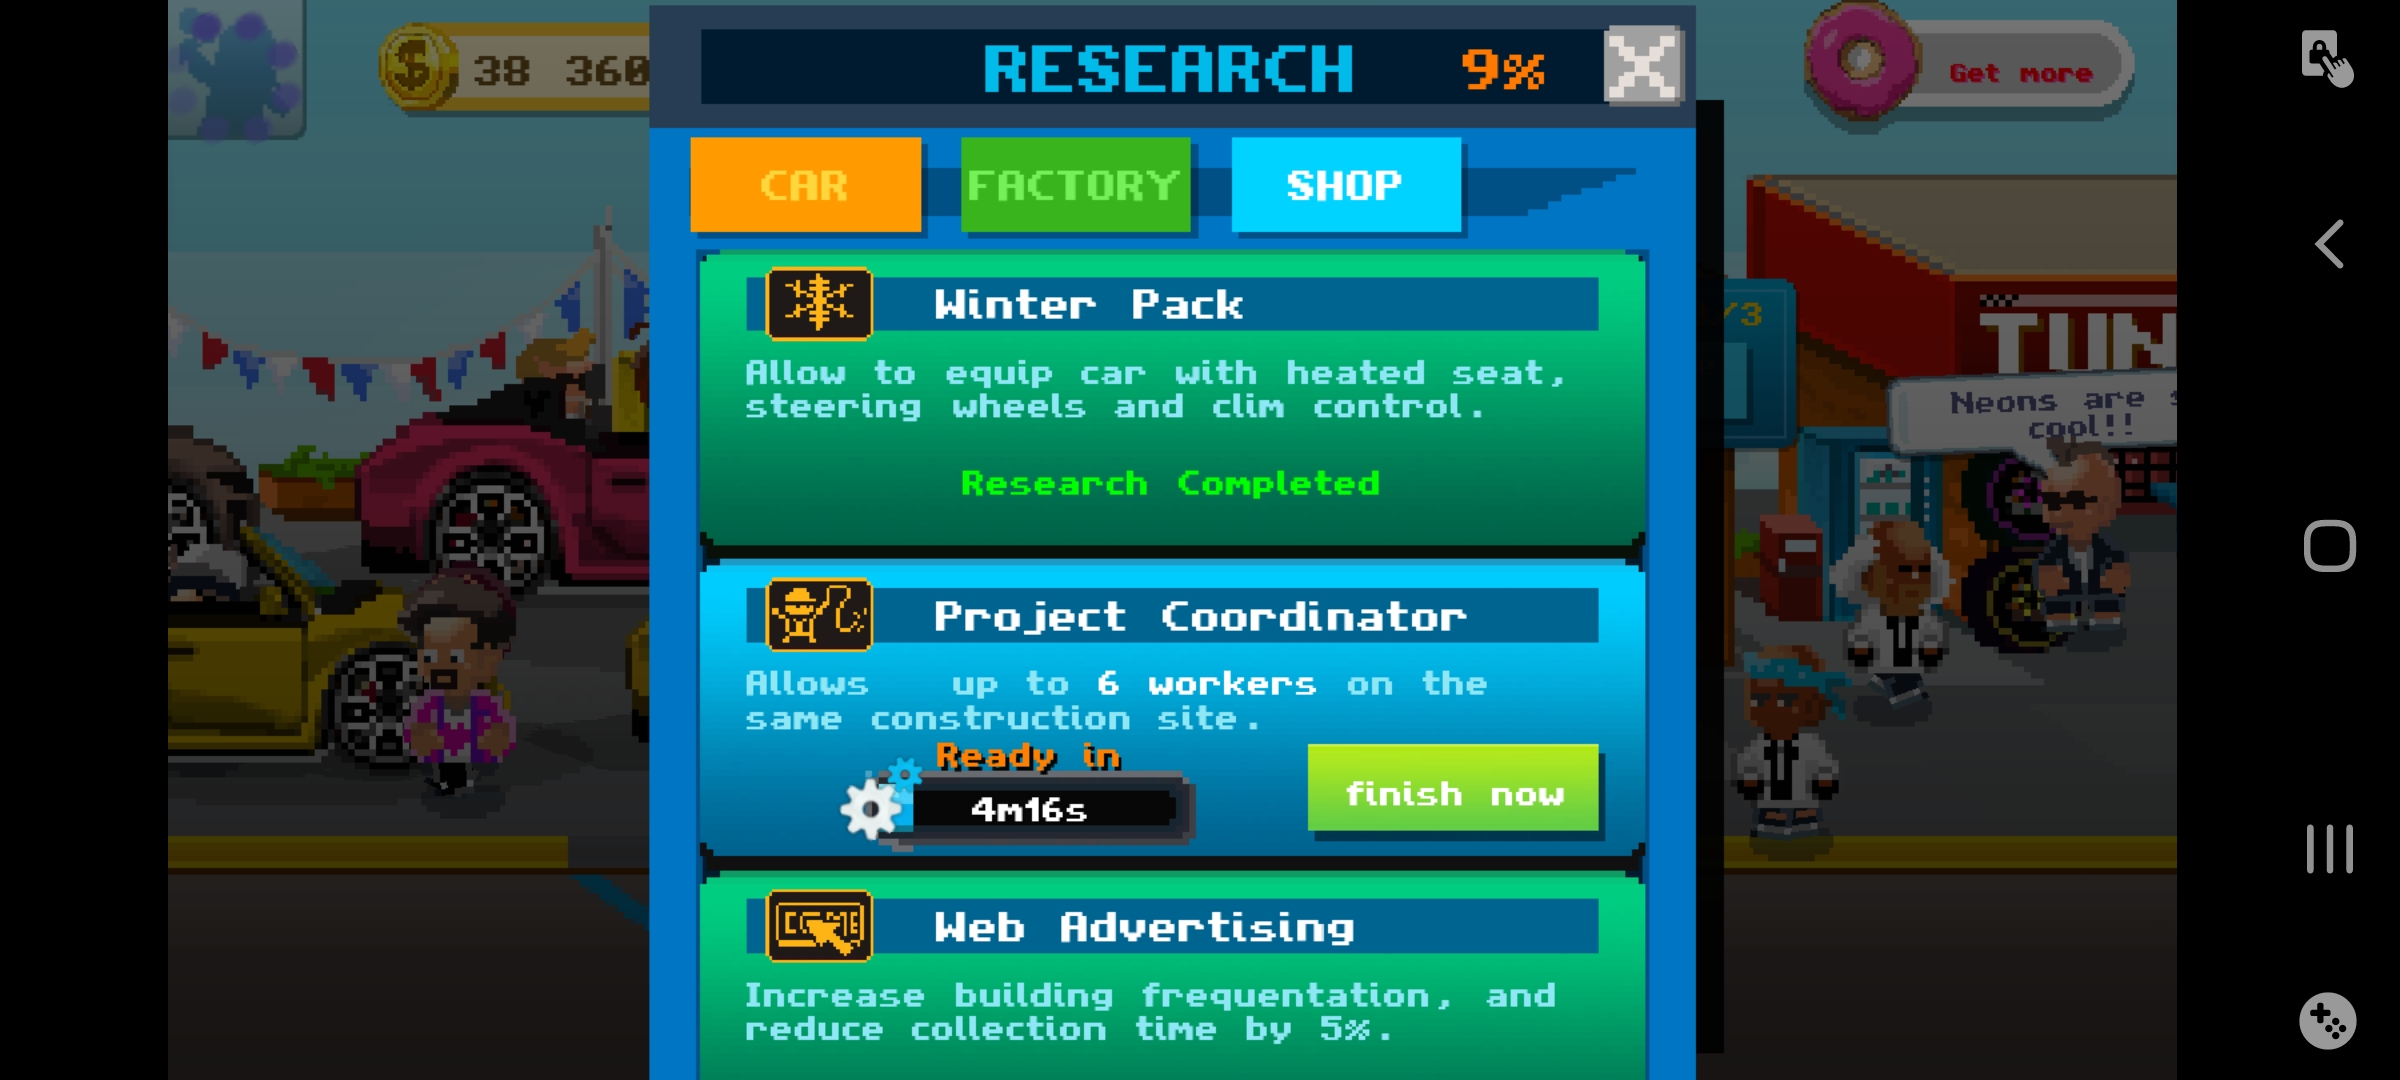 38 360
RESEARCH 9%
Get more
CAR FACTORY SHOP
Winter Pack
Allow to equip car with heated seat,
steering wheels and clim control.
Research Completed
Project Coordinator
Allows up to 6 workers on the
same construction site.
Ready in
4m16s
finish now
Web Advertising
Increase building frequentation, and
reduce collection time by 5%.
/3
TUN
Neons are
cool!!